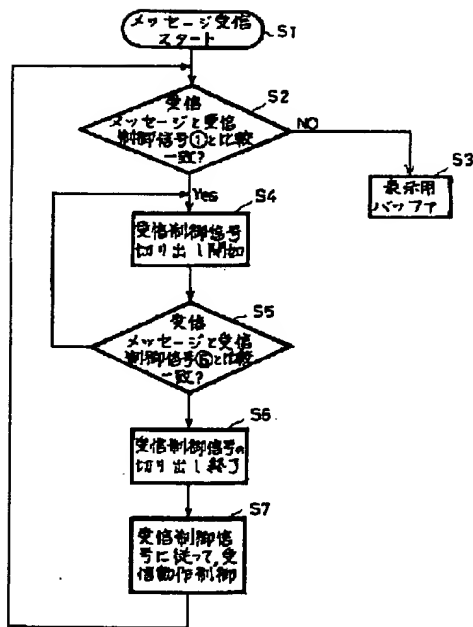 メッセージ受信
スタート
S1
受信
メッセージと受信
制御信号①と比較
一致?
S2
NO
S3
表示用
バッファ
Yes
S4
受信制御信号
切り出し開始
受信
メッセージと受信
制御信号⑤と比較
一致?
S5
S6
受信制御信号の
切り出し終了
S7
受信制御信
号に従って,受
信動作制御